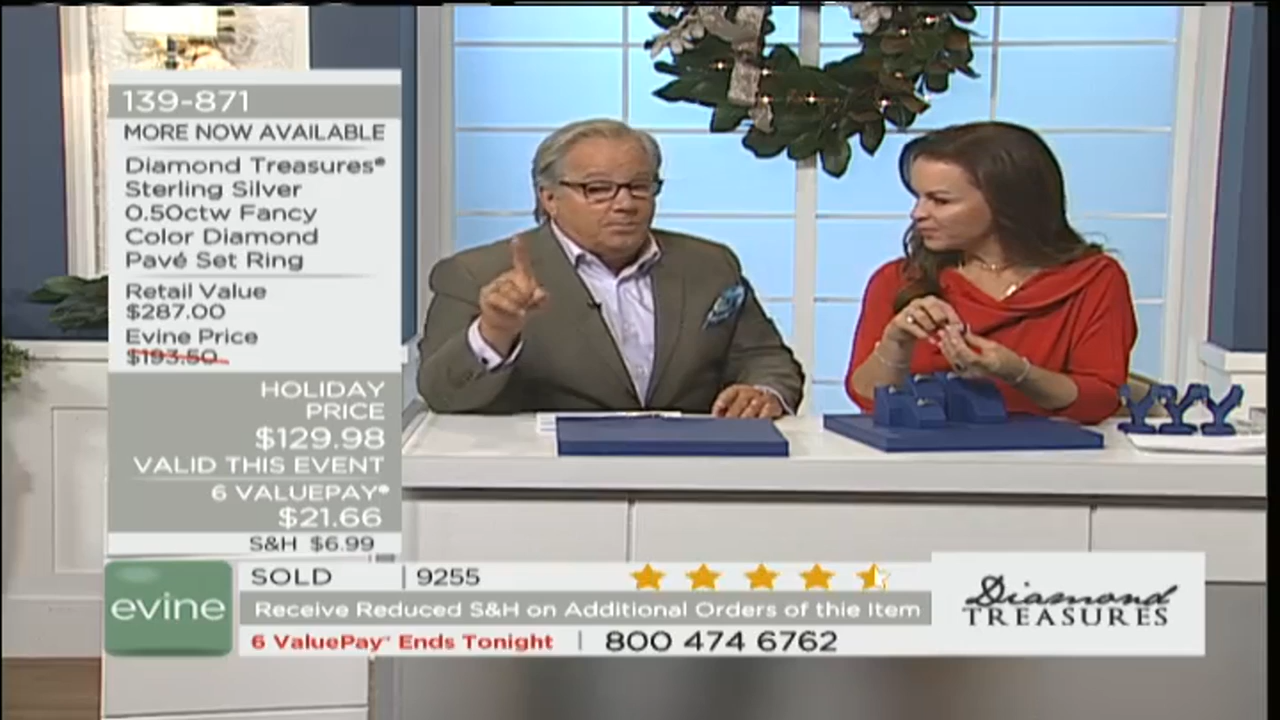 139-871
MORE NOW AVAILABLE
Diamond Treasures®
Sterling Silver
0.50ctw Fancy
Color Diamond
Pavé Set Ring
Retail Value
$287.00
Evine Price
$193.50
HOLIDAY
PRICE
$129.98
VALID THIS EVENT
6 VALUEPAY®
$21.66
S&H $6.99
evine
SOLD | 9255
Receive Reduced S&H on Additional Orders of thie Item
6 ValuePay® Ends Tonight | 800 474 6762
Diamond
TREASURES